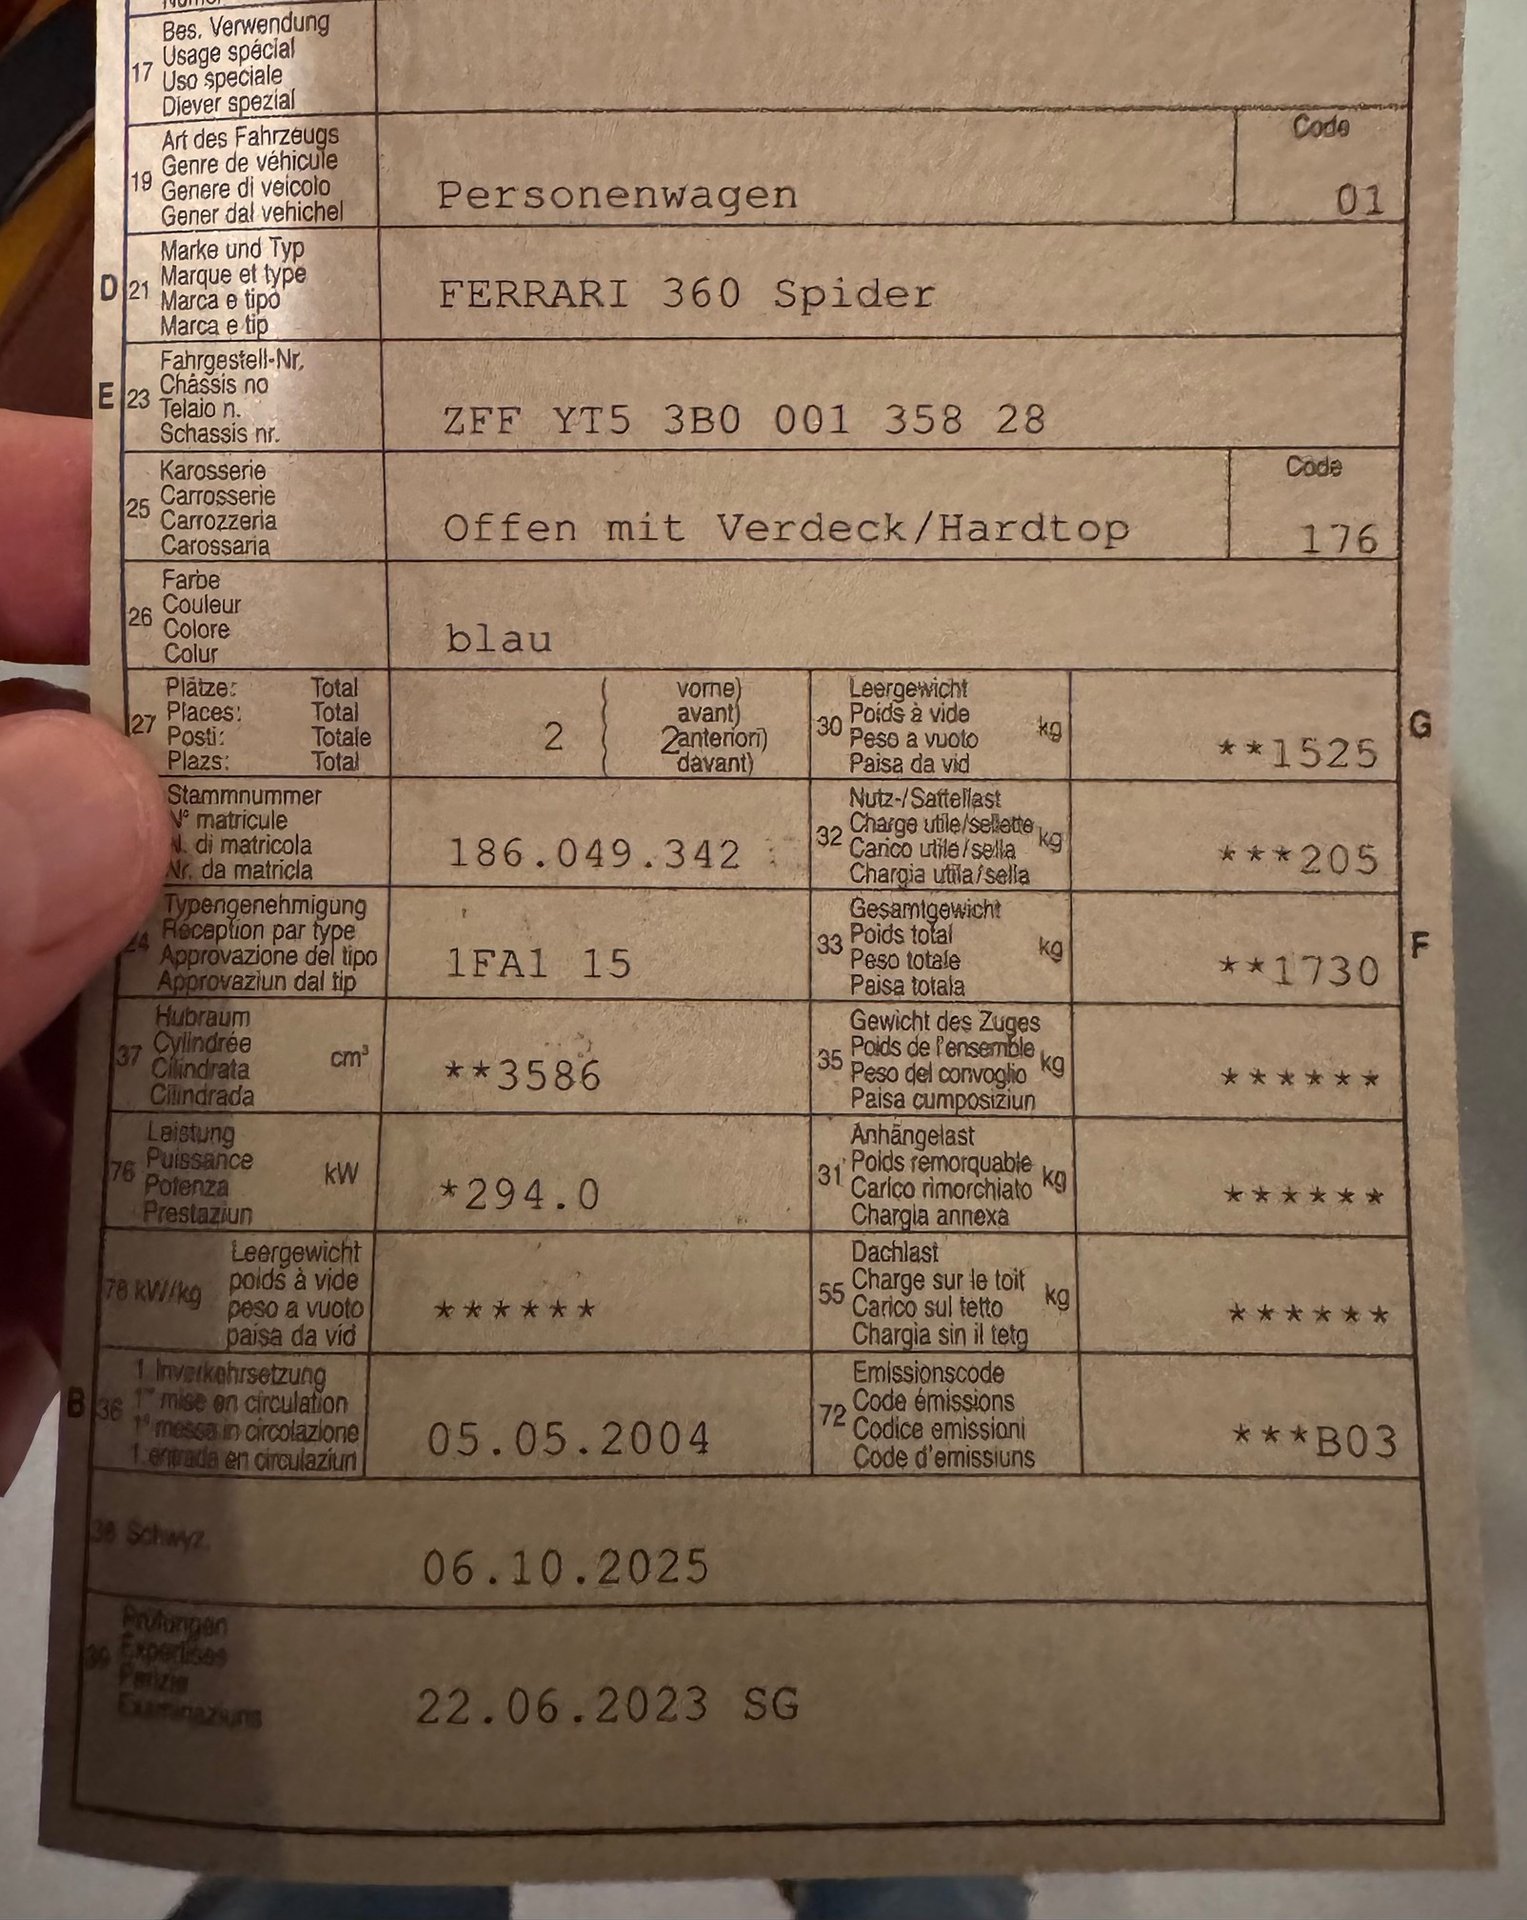 Bes. Verwendung
17 Usage spécial
Uso speciale
Diever spezial
Art des Fahrzeugs Code
19 Genre de véhicule
Genere di veicolo Personenwagen 01
Gener dal vehichel
Marke und Typ
D 21 Marque et type FERRARI 360 Spider
Marca e tipo
Marca e tip
Fahrgestell-Nr.
E 23 Châssis no
Telaio n. ZFF YT5 3B0 001 358 28
Schassis nr.
Karosserie Code
25 Carrosserie
Carrozzeria Offen mit Verdeck/Hardtop 176
Carossaria
Farbe
26 Couleur
Colore blau
Colur
Plätze: Total ( vorne) Leergewicht
27 Places: Total ( avant) 30 Poids à vide kg G
Posti: Totale 2 ( 2anteriori) Peso a vuoto **1525
Plazs: Total ( davant) Paisa da vid
Stammnummer Nutz-/Sattellast
N° matricule 32 Charge utile/sellette kg
N. di matricola 186.049.342 Carico utile/sella ***205
Nr. da matricla Chargia utila/sella
Typengenehmigung Gesamtgewicht
24 Réception par type 33 Poids total kg F
Approvazione del tipo 1FA1 15 Peso totale **1730
Approvaziun dal tip Paisa totala
Hubraum Gewicht des Zuges
37 Cylindrée cm³ 35 Poids de l'ensemble kg
Cilindrata **3586 Peso del convoglio ******
Cilindrada Paisa cumposiziun
Leistung Anhängelast
76 Puissance kW 31 Poids remorquable kg
Potenza *294.0 Carico rimorchiato ******
Prestaziun Chargia annexa
Leergewicht Dachlast
78 kW/kg poids à vide 55 Charge sur le toit kg
peso a vuoto ****** Carico sul tetto ******
paisa da vid Chargia sin il tetg
1. Inverkehrsetzung Emissionscode
B 36 1re mise en circulation 72 Code émissions
1a messa in circolazione 05.05.2004 Codice emissioni ***B03
1. entrada en circulaziun Code d'emissiuns
38 Schwyz,
06.10.2025
Prüfungen
39 Expertises
Perizie
Examinaziuns 22.06.2023 SG